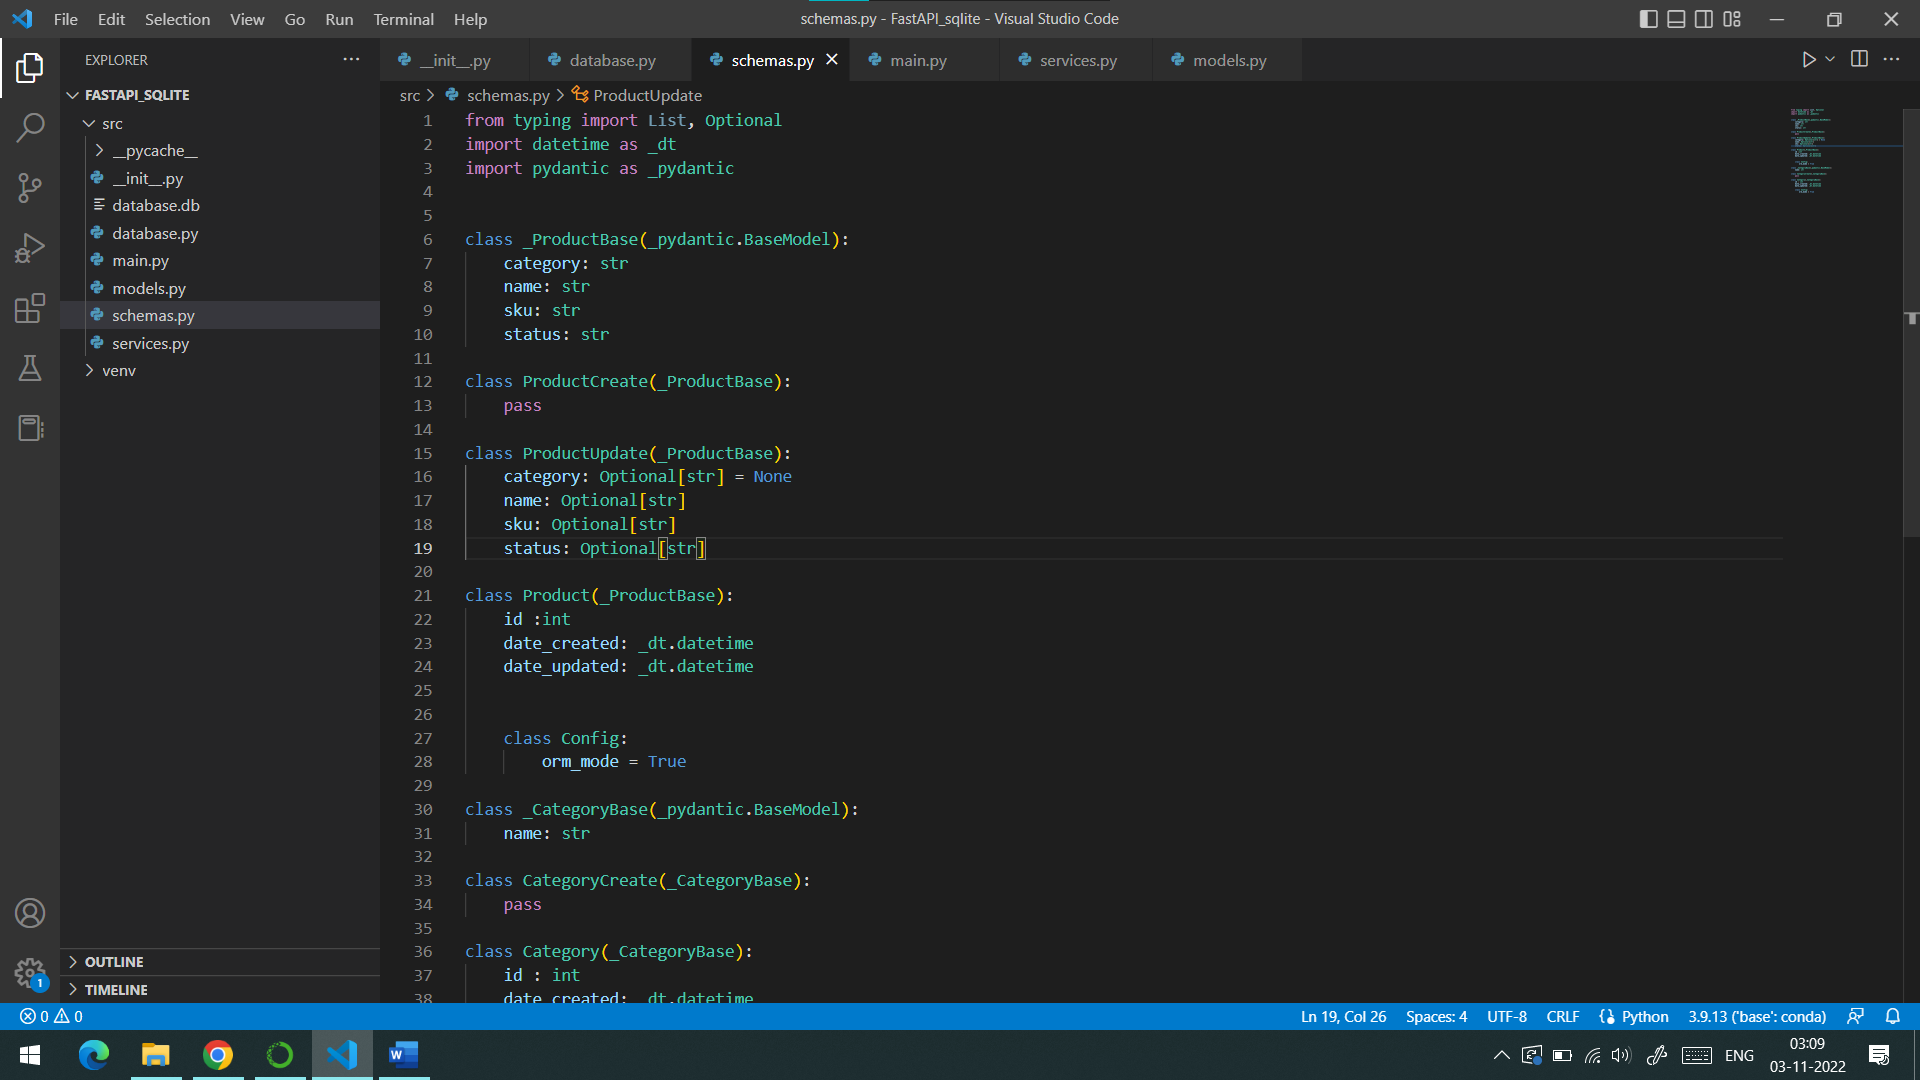 File Edit Selection View Go Run Terminal Help
schemas.py - FastAPI_sqlite - Visual Studio Code
EXPLORER
__init__.py database.py schemas.py main.py services.py models.py
FASTAPI_SQLITE
src
__pycache__
__init__.py
database.db
database.py
main.py
models.py
schemas.py
services.py
venv
OUTLINE
TIMELINE
src schemas.py ProductUpdate
1 from typing import List, Optional
2 import datetime as _dt
3 import pydantic as _pydantic
4
5
6 class _ProductBase(_pydantic.BaseModel):
7 category: str
8 name: str
9 sku: str
10 status: str
11
12 class ProductCreate(_ProductBase):
13 pass
14
15 class ProductUpdate(_ProductBase):
16 category: Optional[str] = None
17 name: Optional[str]
18 sku: Optional[str]
19 status: Optional[str]
20
21 class Product(_ProductBase):
22 id :int
23 date_created: _dt.datetime
24 date_updated: _dt.datetime
25
26
27 class Config:
28 orm_mode = True
29
30 class _CategoryBase(_pydantic.BaseModel):
31 name: str
32
33 class CategoryCreate(_CategoryBase):
34 pass
35
36 class Category(_CategoryBase):
37 id : int
38 date_created: _dt.datetime
1
0 0
Ln 19, Col 26 Spaces: 4 UTF-8 CRLF Python 3.9.13 ('base': conda)
ENG
03:09
03-11-2022